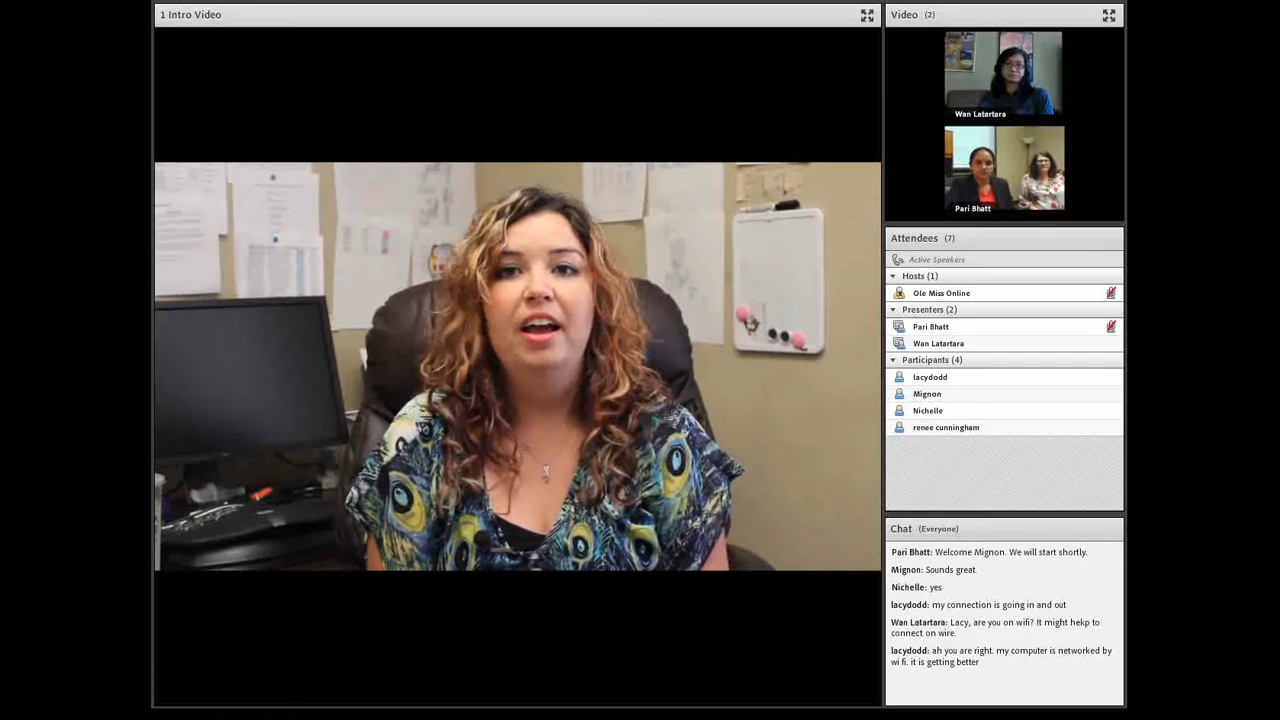 1 Intro Video
Video (2)
Wan Latartara
Pari Bhatt
Attendees (7)
Active Speakers
Hosts (1)
Ole Miss Online
Presenters (2)
Pari Bhatt
Wan Latartara
Participants (4)
lacydodd
Mignon
Nichelle
renee cunningham
Chat (Everyone)
Pari Bhatt: Welcome Mignon. We will start shortly.
Mignon: Sounds great.
Nichelle: yes
lacydodd: my connection is going in and out
Wan Latartara: Lacy, are you on wifi? It might hekp to
connect on wire.
lacydodd: ah you are right. my computer is networked by
wi fi. it is getting better